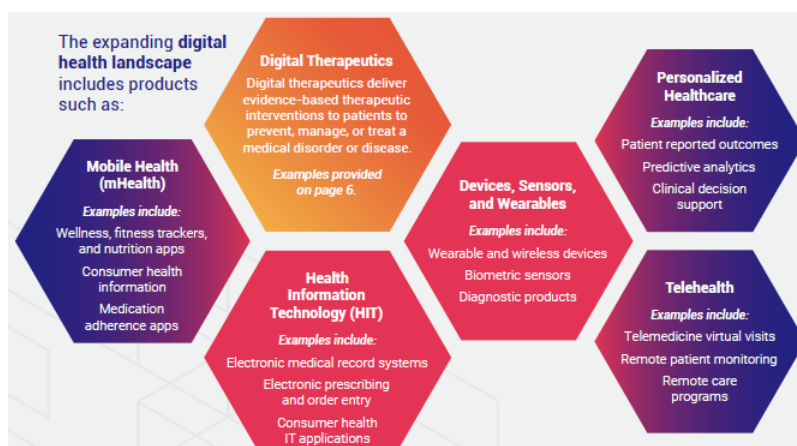 The expanding digital
health landscape
includes products
such as:
Digital Therapeutics
Digital therapeutics deliver
evidence-based therapeutic
interventions to patients to
prevent, manage, or treat a
medical disorder or disease.
Examples provided
on page 6.
Personalized
Healthcare
Examples include:
Patient reported outcomes
Predictive analytics
Clinical decision
support
Mobile Health
(mHealth)
Examples include:
Wellness, fitness trackers,
and nutrition apps
Consumer health
information
Medication
adherence apps
Devices, Sensors,
and Wearables
Examples include:
Wearable and wireless devices
Biometric sensors
Diagnostic products
Health
Information
Technology (HIT)
Examples include:
Electronic medical record systems
Electronic prescribing
and order entry
Consumer health
IT applications
Telehealth
Examples include:
Telemedicine virtual visits
Remote patient monitoring
Remote care
programs